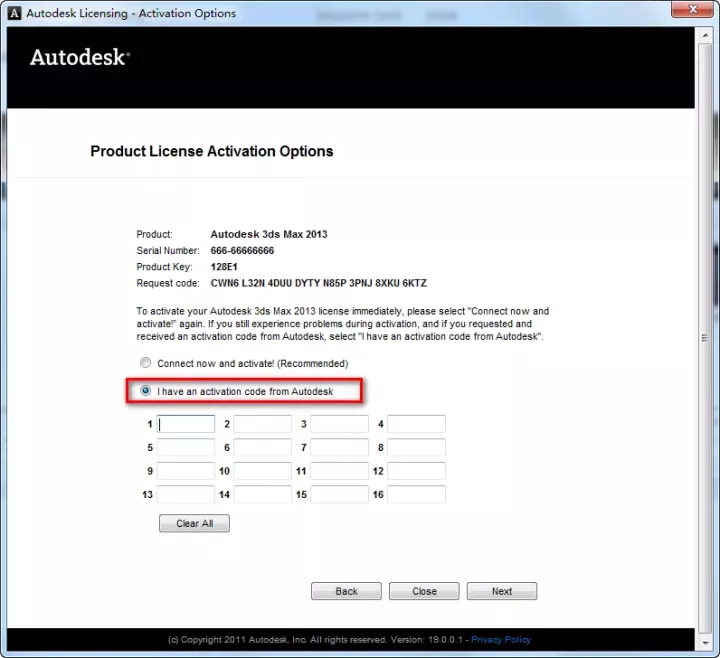 Autodesk Licensing - Activation Options
Autodesk®
Product License Activation Options
Product: Autodesk 3ds Max 2013
Serial Number: 666-66666666
Product Key: 128E1
Request code: CWN6 L32N 4DUU DYTY N85P 3PNJ 8XKU 6KTZ
To activate your Autodesk 3ds Max 2013 license immediately, please select "Connect now and
activate!" again. If you still experience problems during activation, and if you requested and
received an activation code from Autodesk, select "I have an activation code from Autodesk".
Connect now and activate! (Recommended)
I have an activation code from Autodesk
1 2 3 4
5 6 7 8
9 10 11 12
13 14 15 16
Clear All
Back Close Next
(c) Copyright 2011 Autodesk, Inc. All rights reserved. Version: 19.0.0.1 - Privacy Policy